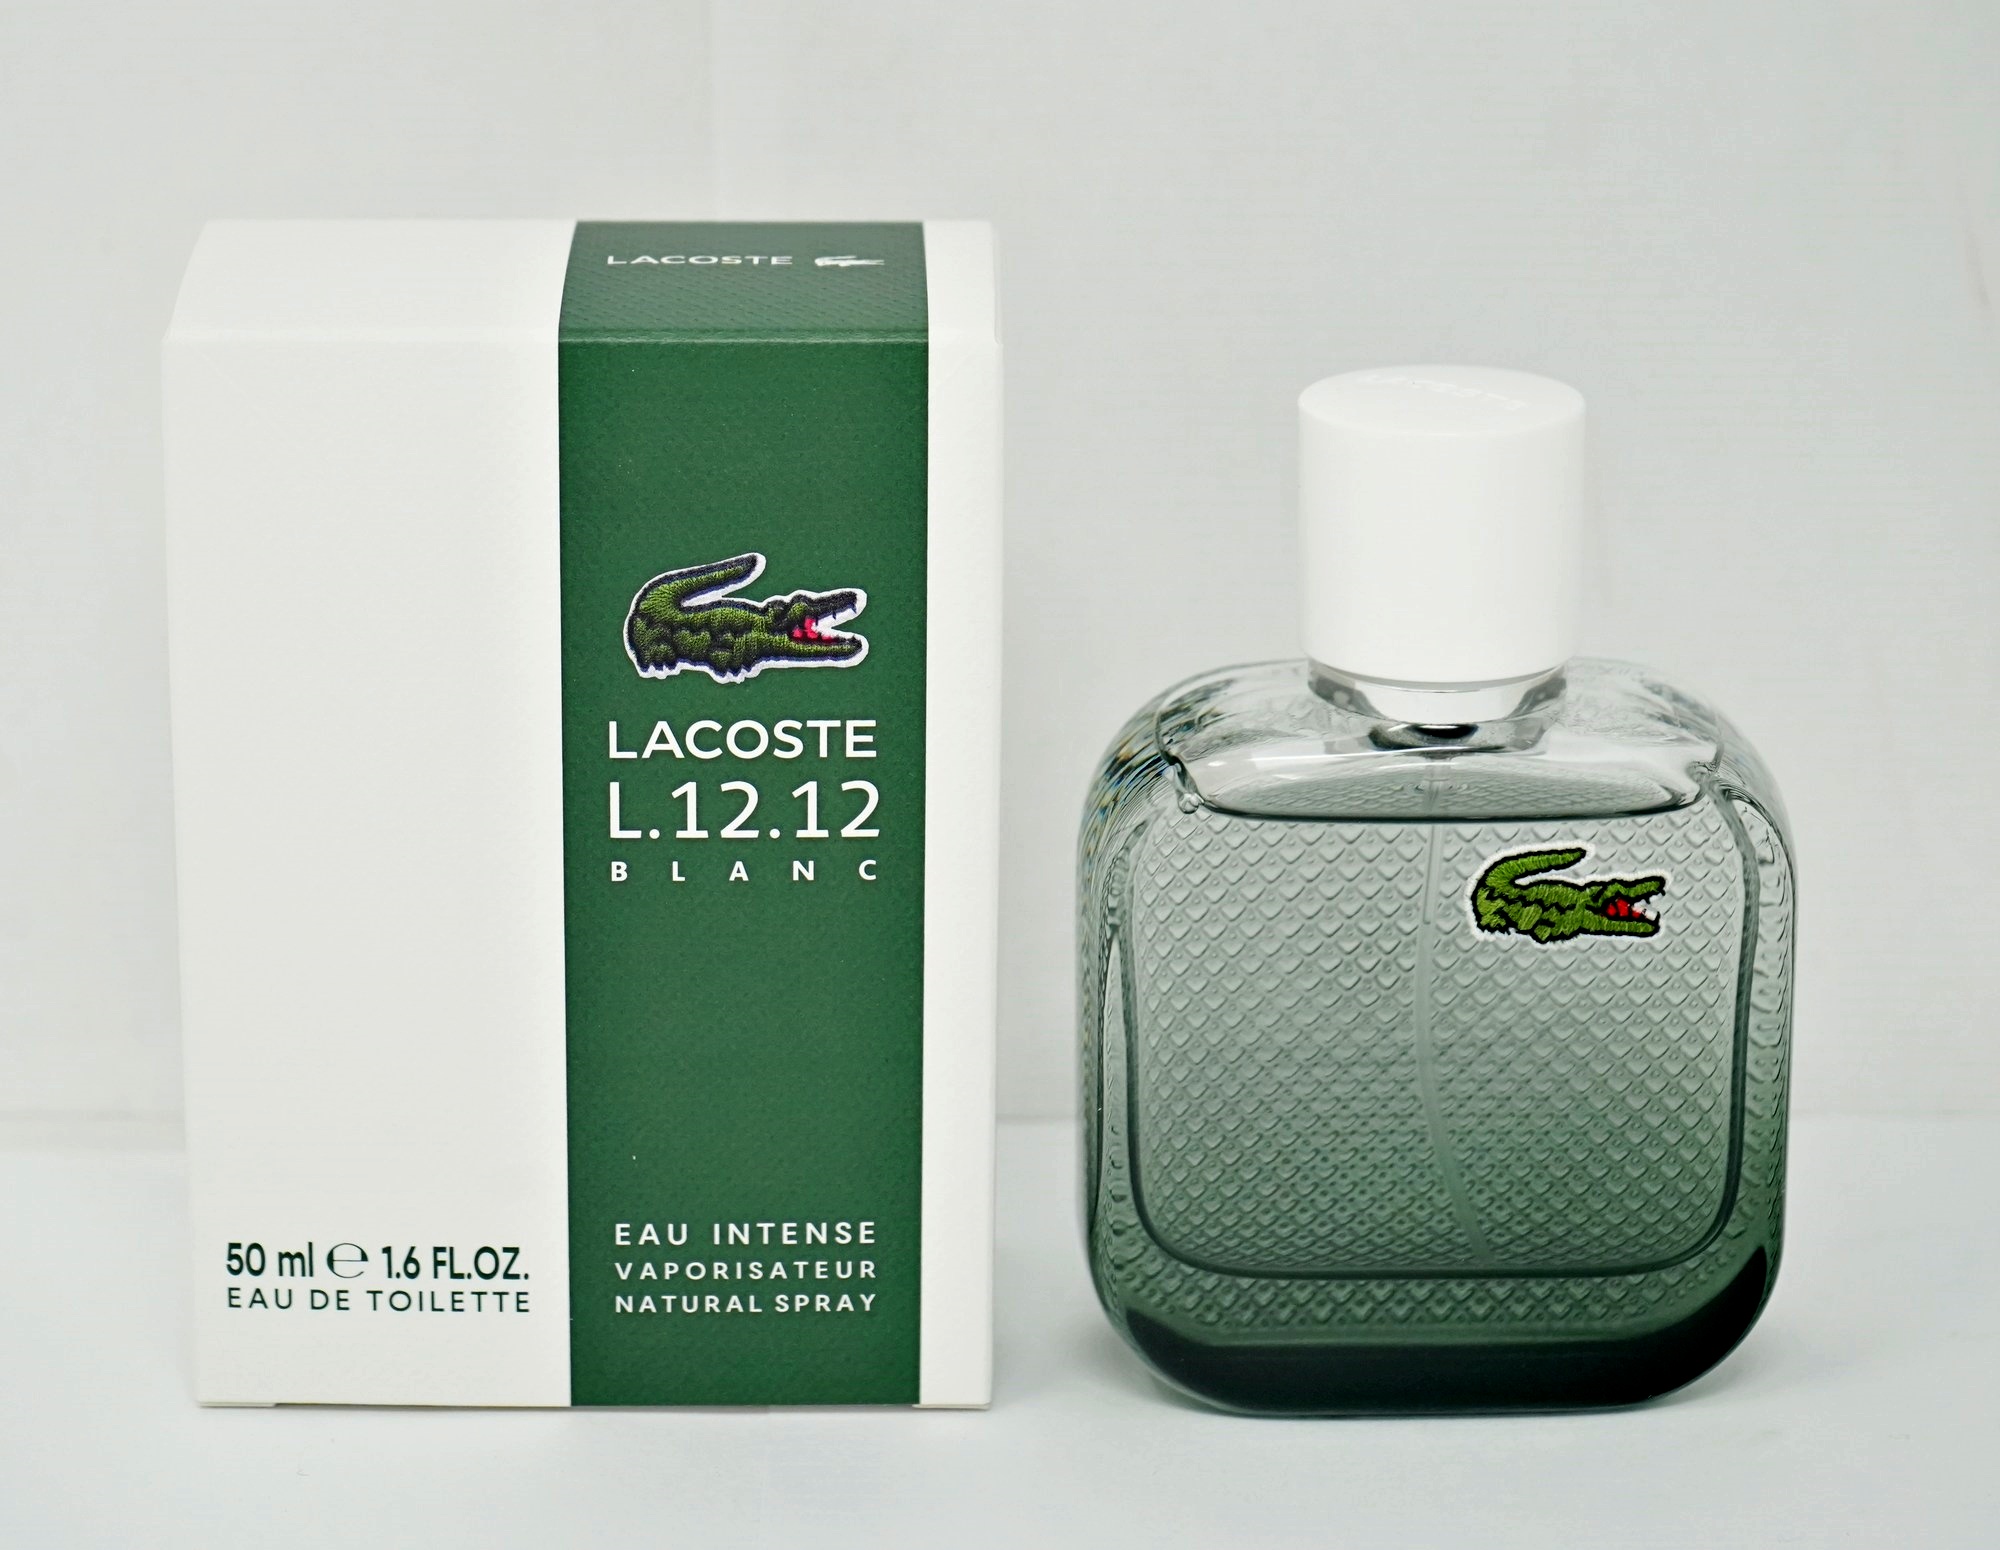 LACOSTE
LACOSTE
L.12.12
BLANC
EAU INTENSE
VAPORISATEUR
NATURAL SPRAY
50 ml ℮ 1.6 FL.OZ.
EAU DE TOILETTE